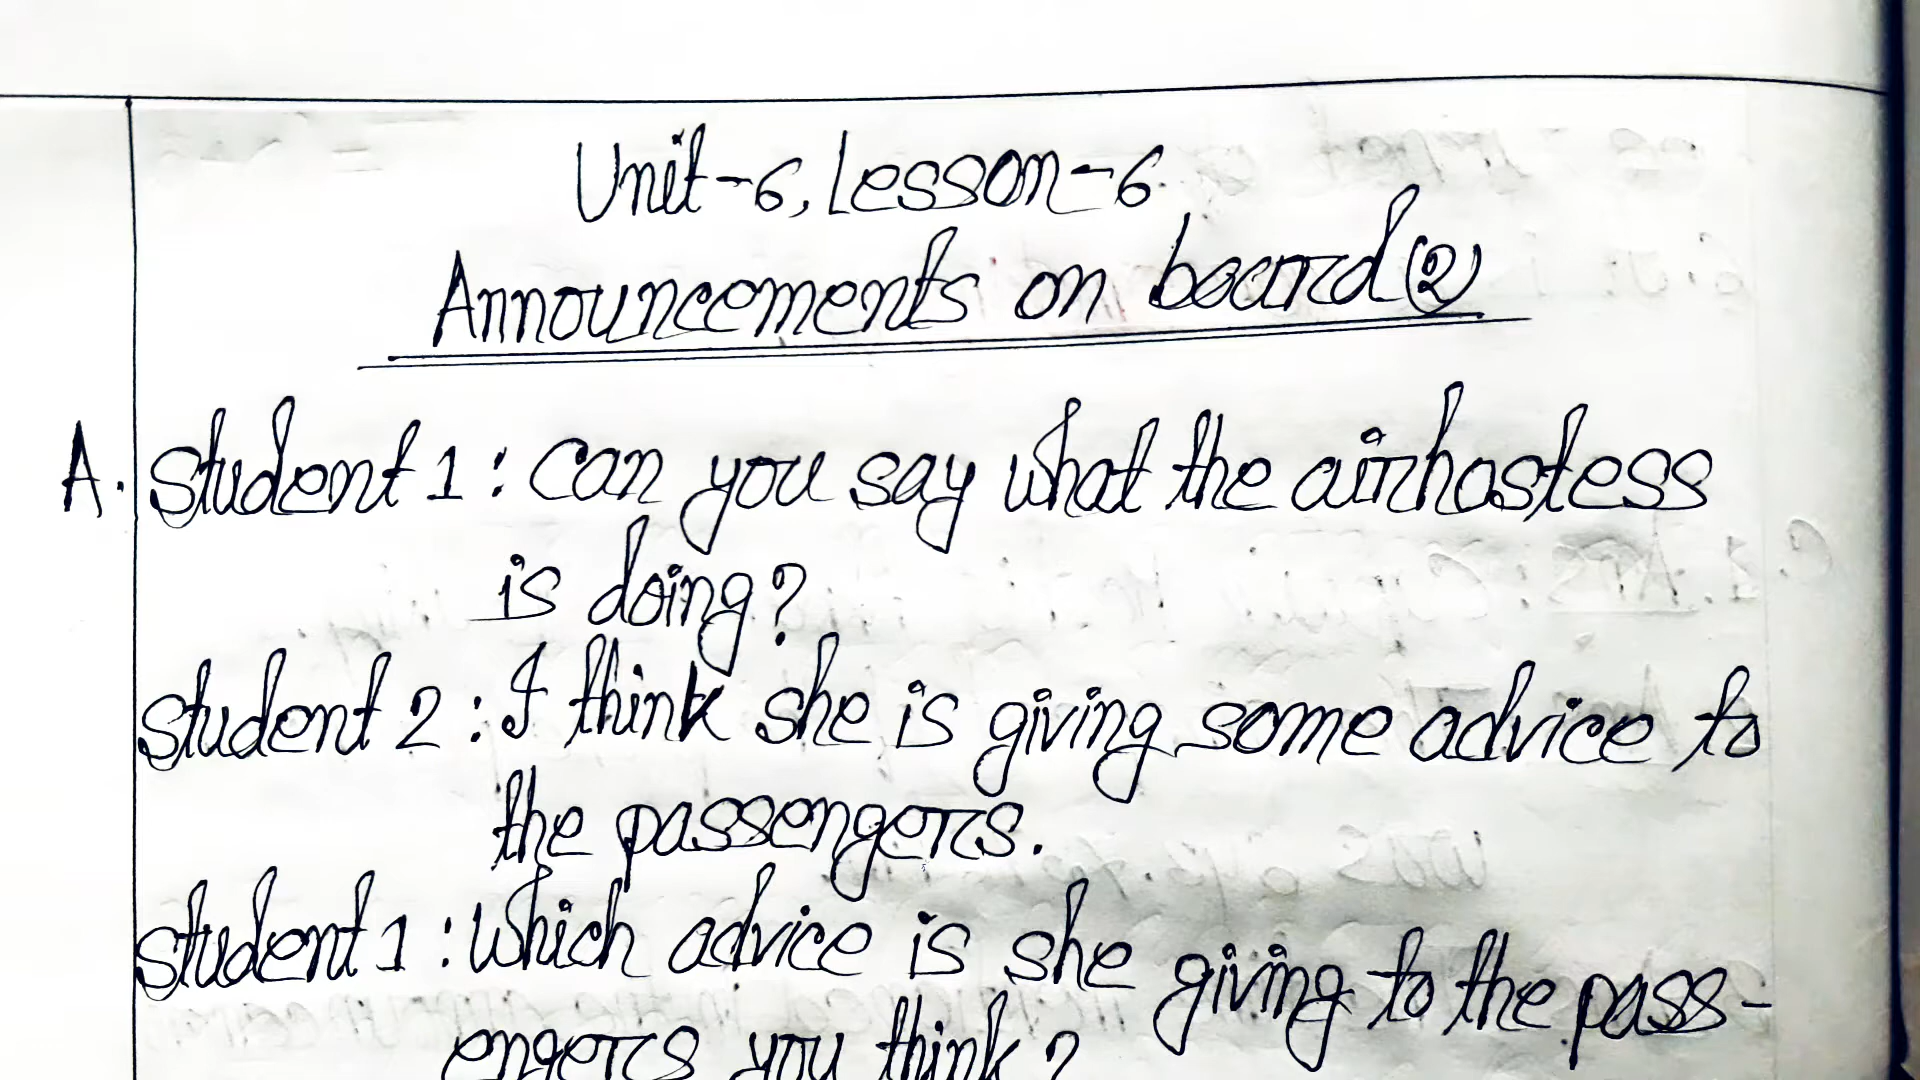 Unit-6, Lesson-6
Announcements on board (2)
A. Student 1 : Can you say what the airhostess
is doing?
Student 2 : I think she is giving some advice to
the passengers.
Student 1 : Which advice is she giving to the pass-
engers you think?